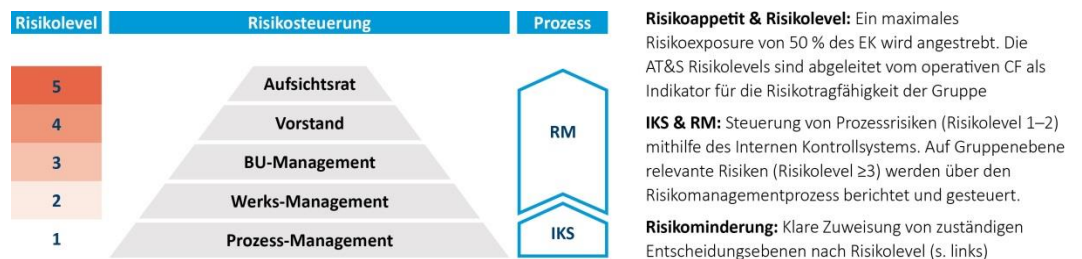 Risikolevel Risikosteuerung Prozess
5 Aufsichtsrat
4 Vorstand
RM
3 BU-Management
2 Werks-Management
1 Prozess-Management IKS
Risikoappetit & Risikolevel: Ein maximales
Risikoexposure von 50 % des EK wird angestrebt. Die
AT&S Risikolevels sind abgeleitet vom operativen CF als
Indikator für die Risikotragfähigkeit der Gruppe
IKS & RM: Steuerung von Prozessrisiken (Risikolevel 1–2)
mithilfe des Internen Kontrollsystems. Auf Gruppenebene
relevante Risiken (Risikolevel ≥3) werden über den
Risikomanagementprozess berichtet und gesteuert.
Risikominderung: Klare Zuweisung von zuständigen
Entscheidungsebenen nach Risikolevel (s. links)